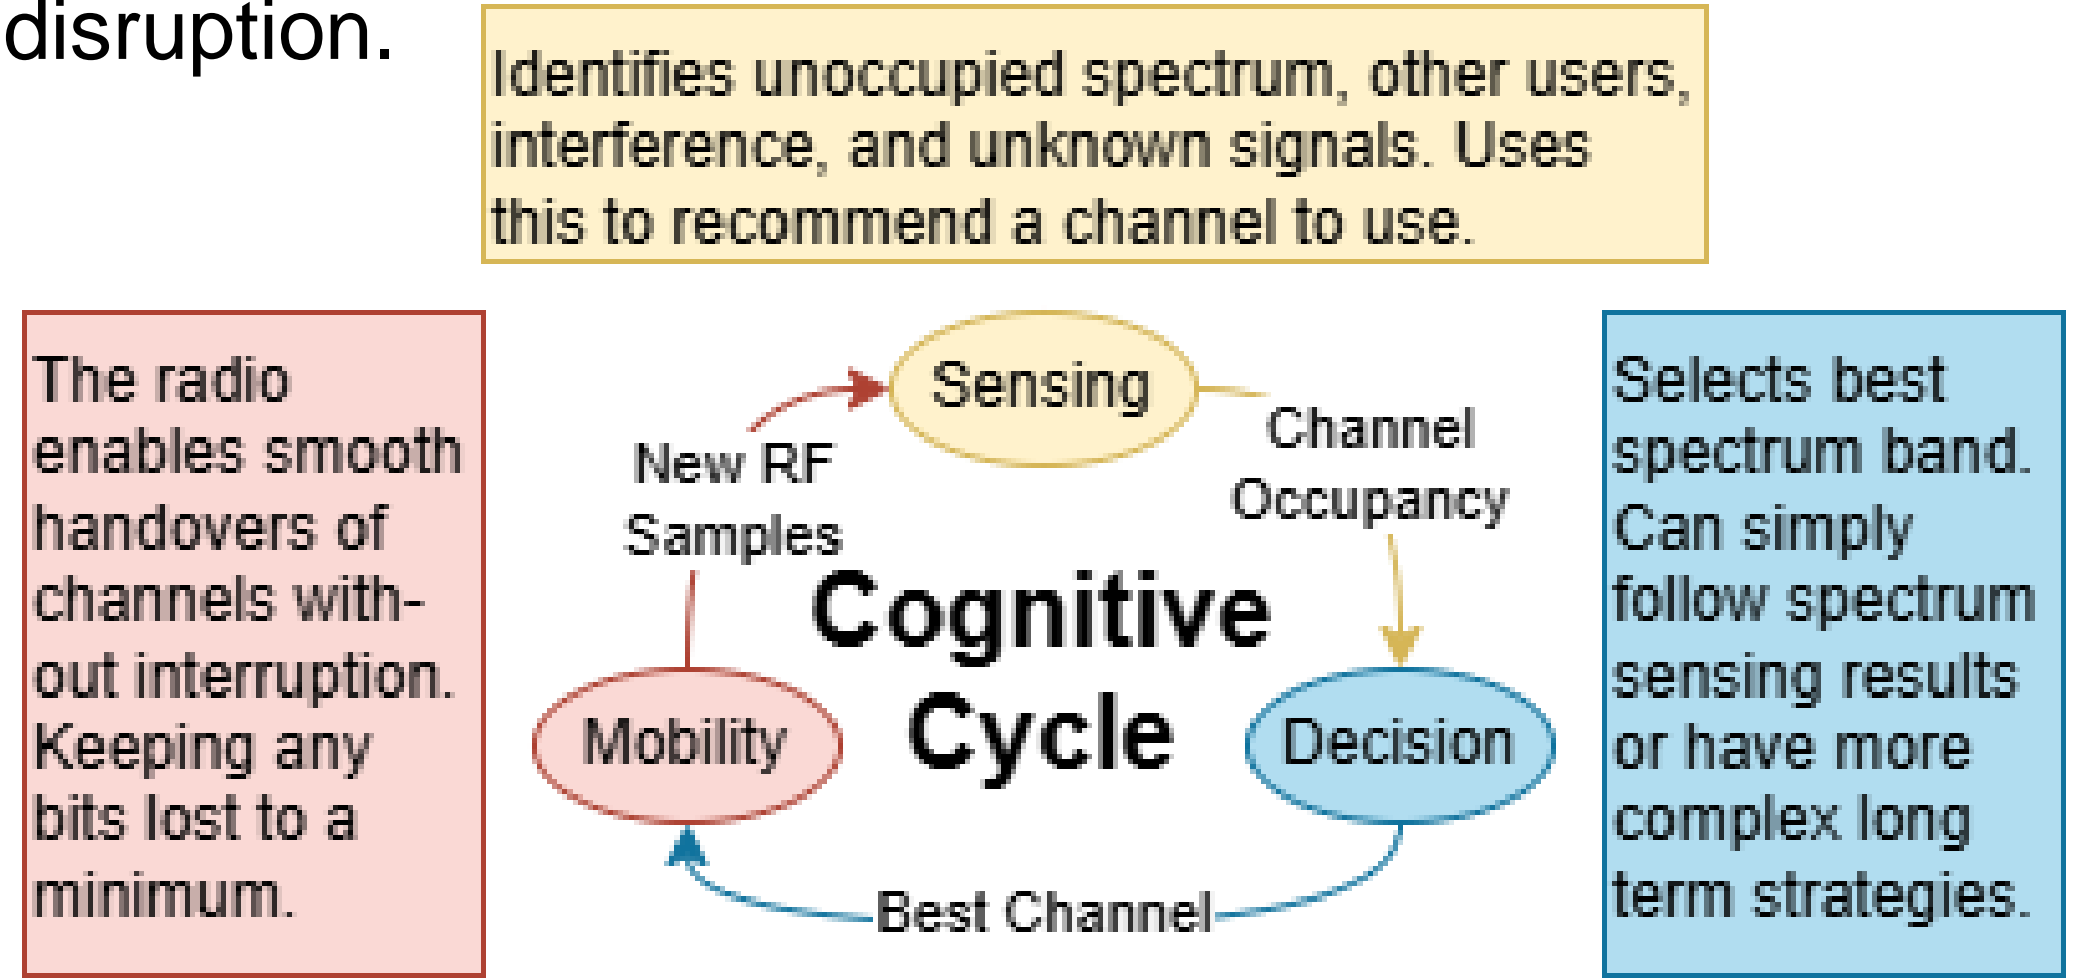 disruption.
Identifies unoccupied spectrum, other users,
interference, and unknown signals. Uses
this to recommend a channel to use.
The radio
enables smooth
handovers of
channels with-
out interruption.
Keeping any
bits lost to a
minimum.
Sensing
Channel
Occupancy
New RF
Samples
Cognitive
Cycle
Mobility
Decision
Best Channel
Selects best
spectrum band.
Can simply
follow spectrum
sensing results
or have more
complex long
term strategies.